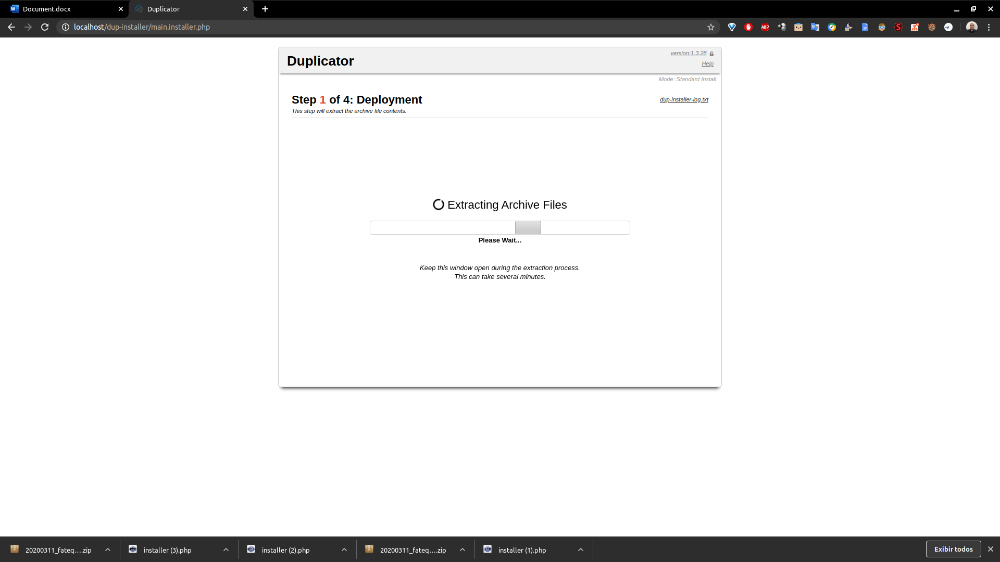 Document.docx
Duplicator
localhost/dup-installer/main.installer.php
Duplicator
version:1.3.28
Help
Mode: Standard Install
Step 1 of 4: Deployment
dup-installer-log.txt
This step will extract the archive file contents.
Extracting Archive Files
Please Wait...
Keep this window open during the extraction process.
This can take several minutes.
20200311_fateq....zip
installer (3).php
installer (2).php
20200311_fateq....zip
installer (1).php
Exibir todos